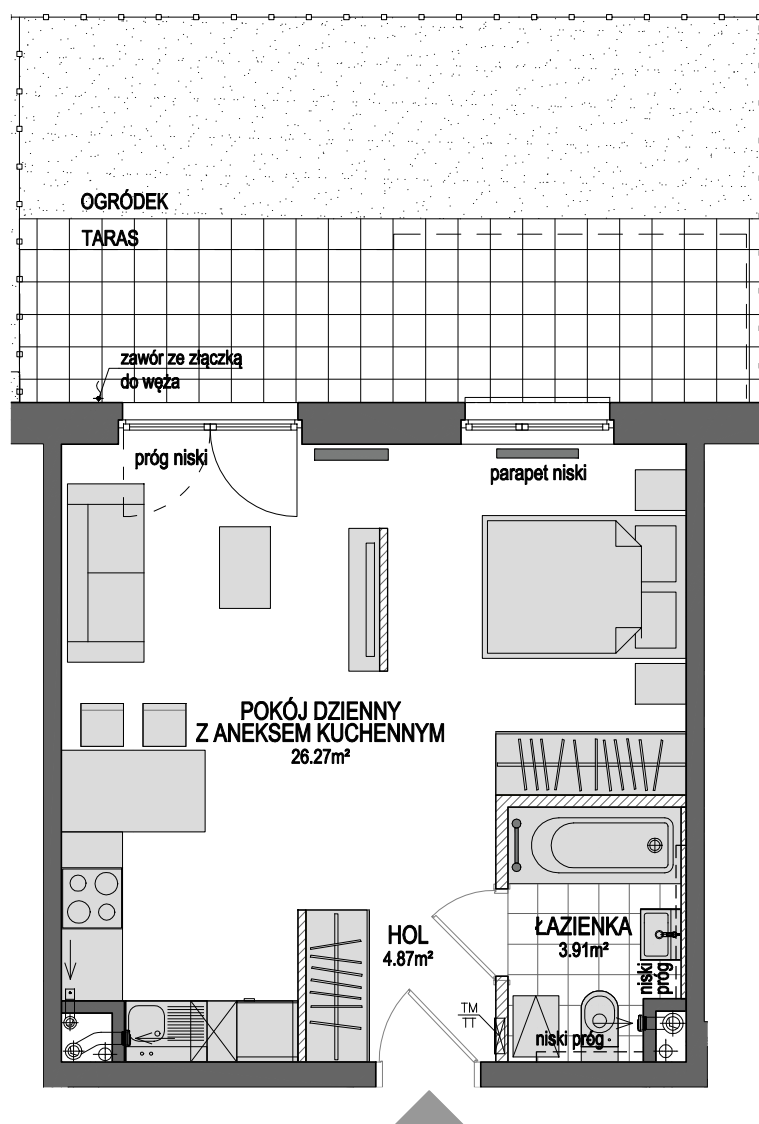 OGRÓDEK
TARAS
zawór ze złączką
do węża
próg niski
parapet niski
POKÓJ DZIENNY
Z ANEKSEM KUCHENNYM
26.27m²
HOL
4.87m²
ŁAZIENKA
3.91m²
niski
próg
TM
TT
niski próg